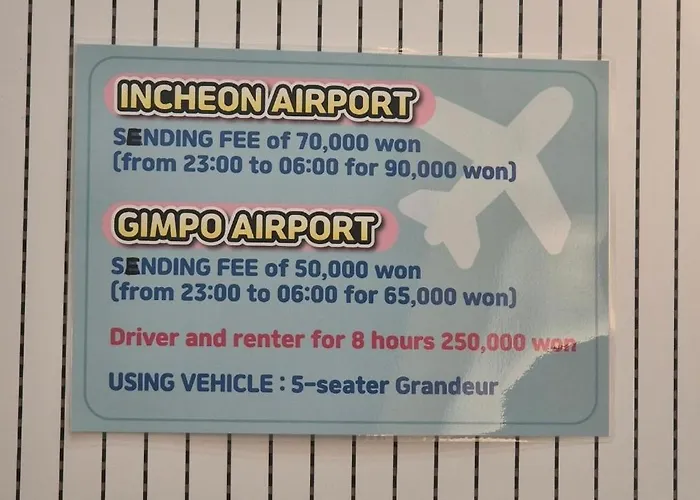 INCHEON AIRPORT
SENDING FEE of 70,000 won
(from 23:00 to 06:00 for 90,000 won)
GIMPO AIRPORT
SENDING FEE of 50,000 won
(from 23:00 to 06:00 for 65,000 won)
Driver and renter for 8 hours 250,000 won
USING VEHICLE : 5-seater Grandeur